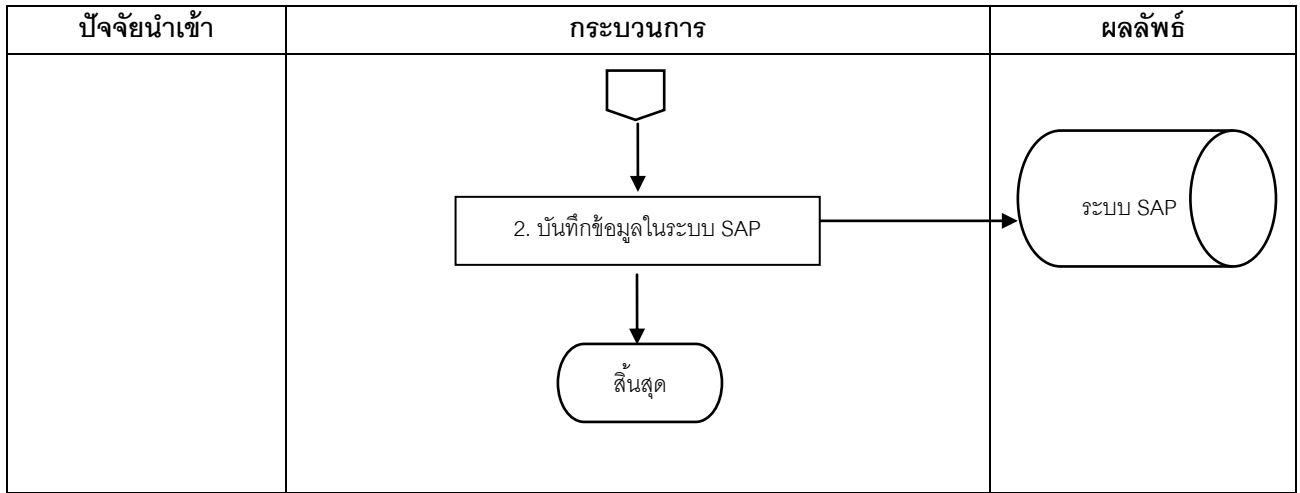 ปัจจัยนำเข้า
กระบวนการ
ผลลัพธ์
2. บันทึกข้อมูลในระบบ SAP
ระบบ SAP
สิ้นสุด